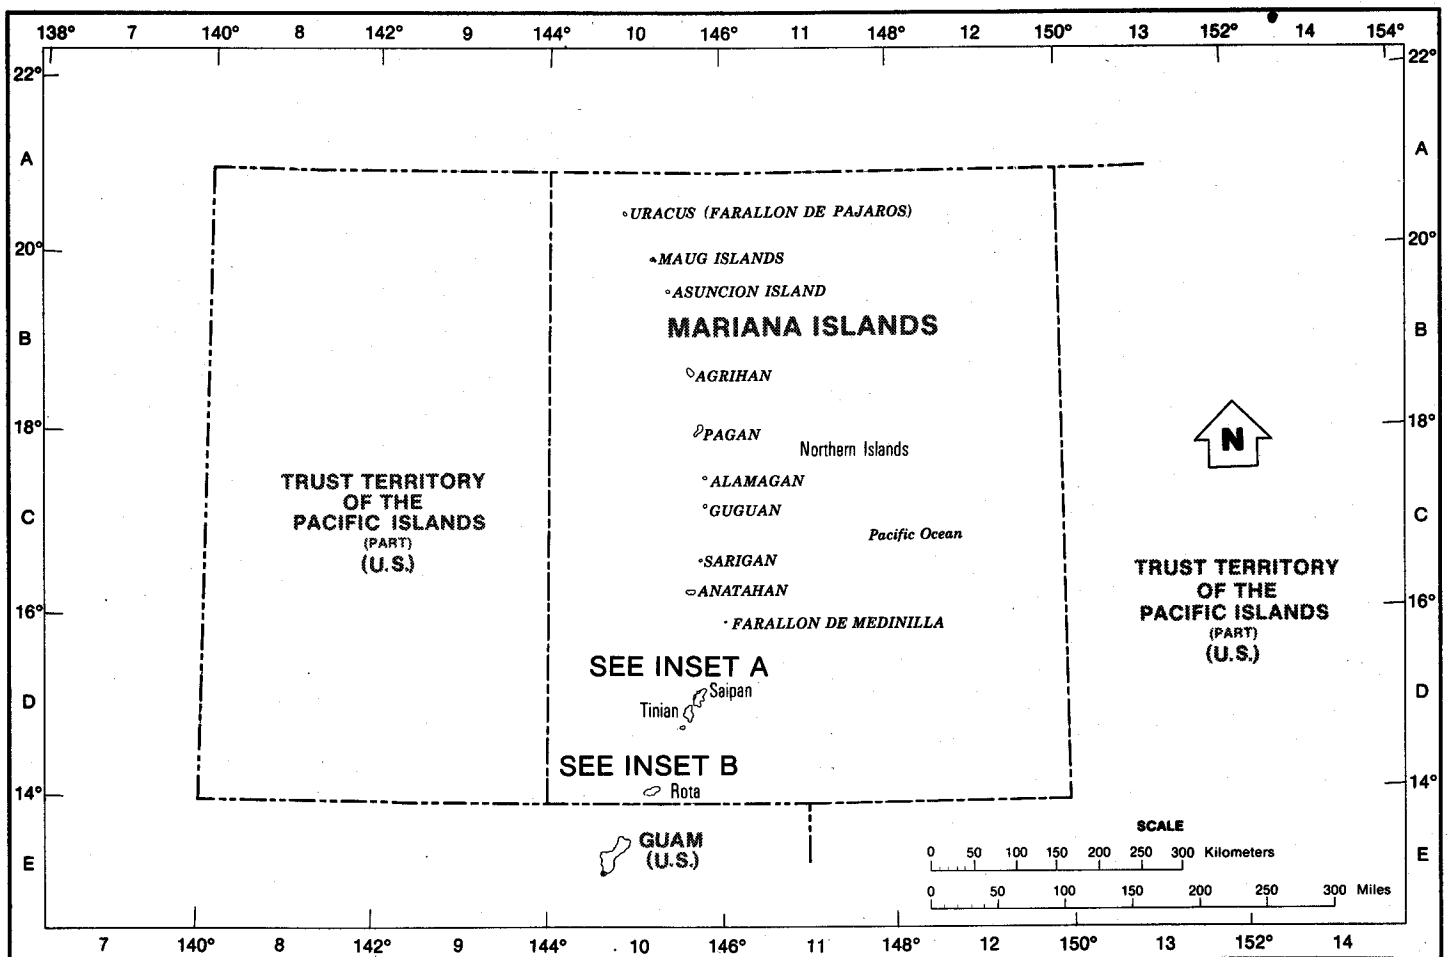 138° 7 140° 8 142° 9 144° 10 146° 11 148° 12 150° 13 152° 14 154°
22° 22°
A A
URACUS (FARALLON DE PAJAROS)
20° 20°
MAUG ISLANDS
ASUNCION ISLAND
MARIANA ISLANDS
B B
AGRIHAN
18° 18°
PAGAN
Northern Islands
N
TRUST TERRITORY
OF THE
PACIFIC ISLANDS
(PART)
(U.S.)
ALAMAGAN
GUGUAN
C C
Pacific Ocean
SARIGAN
ANATAHAN
TRUST TERRITORY
OF THE
PACIFIC ISLANDS
(PART)
(U.S.)
16° 16°
FARALLON DE MEDINILLA
SEE INSET A
Saipan
Tinian
D D
SEE INSET B
Rota
14° 14°
GUAM
(U.S.)
SCALE
0 50 100 150 200 250 300 Kilometers
E E
0 50 100 150 200 250 300 Miles
7 140° 8 142° 9 144° 10 146° 11 148° 12 150° 13 152° 14